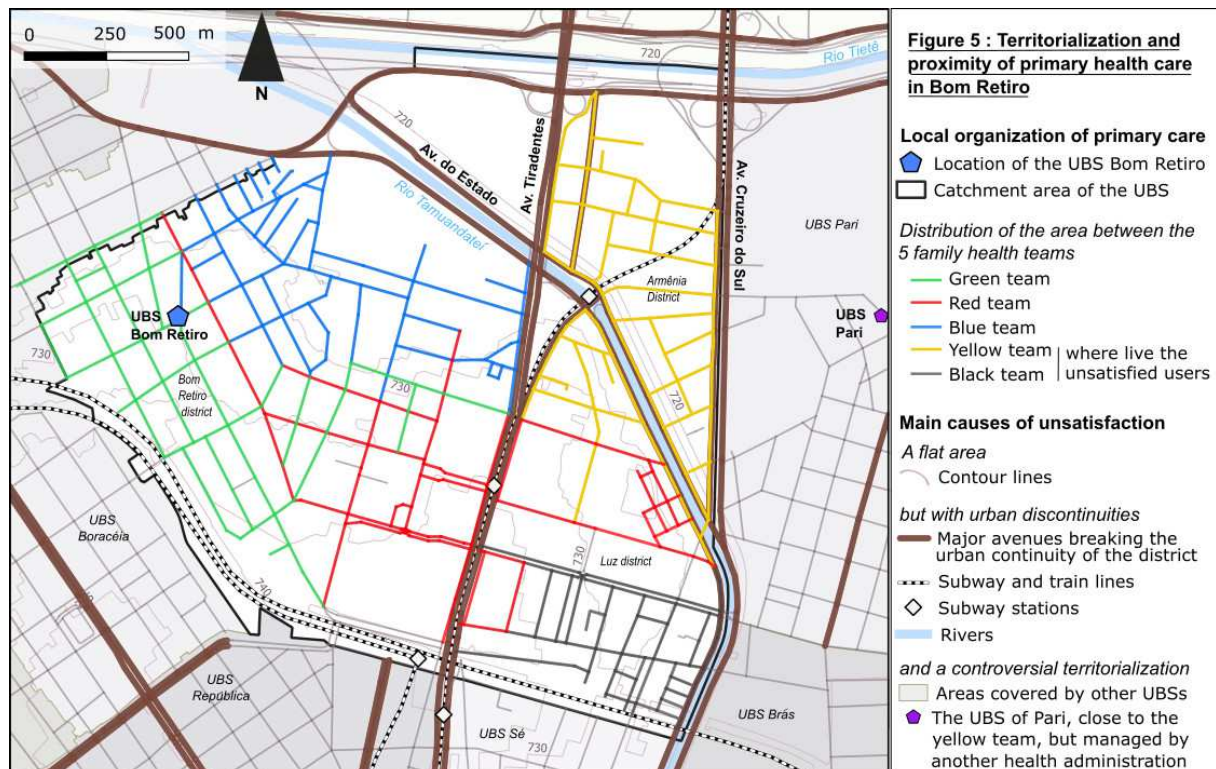 0 250 500 m
N
720
Rio Tietê
720
Av. do Estado
Av. Tiradentes
Rio Tamuandateí
Av. Cruzeiro do Sul
UBS Pari
Armênia
District
UBS
Bom Retiro
UBS
Pari
730
Bom
Retiro
district
730
720
UBS
Boracéia
730
Luz district
740
UBS
República
UBS Sé
730
UBS Brás
Figure 5 : Territorialization and
proximity of primary health care
in Bom Retiro
Local organization of primary care
Location of the UBS Bom Retiro
Catchment area of the UBS
Distribution of the area between the
5 family health teams
Green team
Red team
Blue team
Yellow team
Black team
where live the
unsatisfied users
Main causes of unsatisfaction
A flat area
Contour lines
but with urban discontinuities
Major avenues breaking the
urban continuity of the district
Subway and train lines
Subway stations
Rivers
and a controversial territorialization
Areas covered by other UBSs
The UBS of Pari, close to the
yellow team, but managed by
another health administration